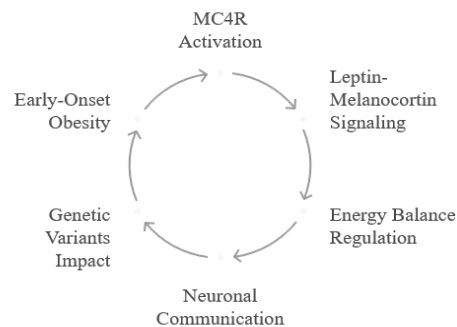 MC4R
Activation
Leptin-
Melanocortin
Signaling
Energy Balance
Regulation
Neuronal
Communication
Genetic
Variants
Impact
Early-Onset
Obesity